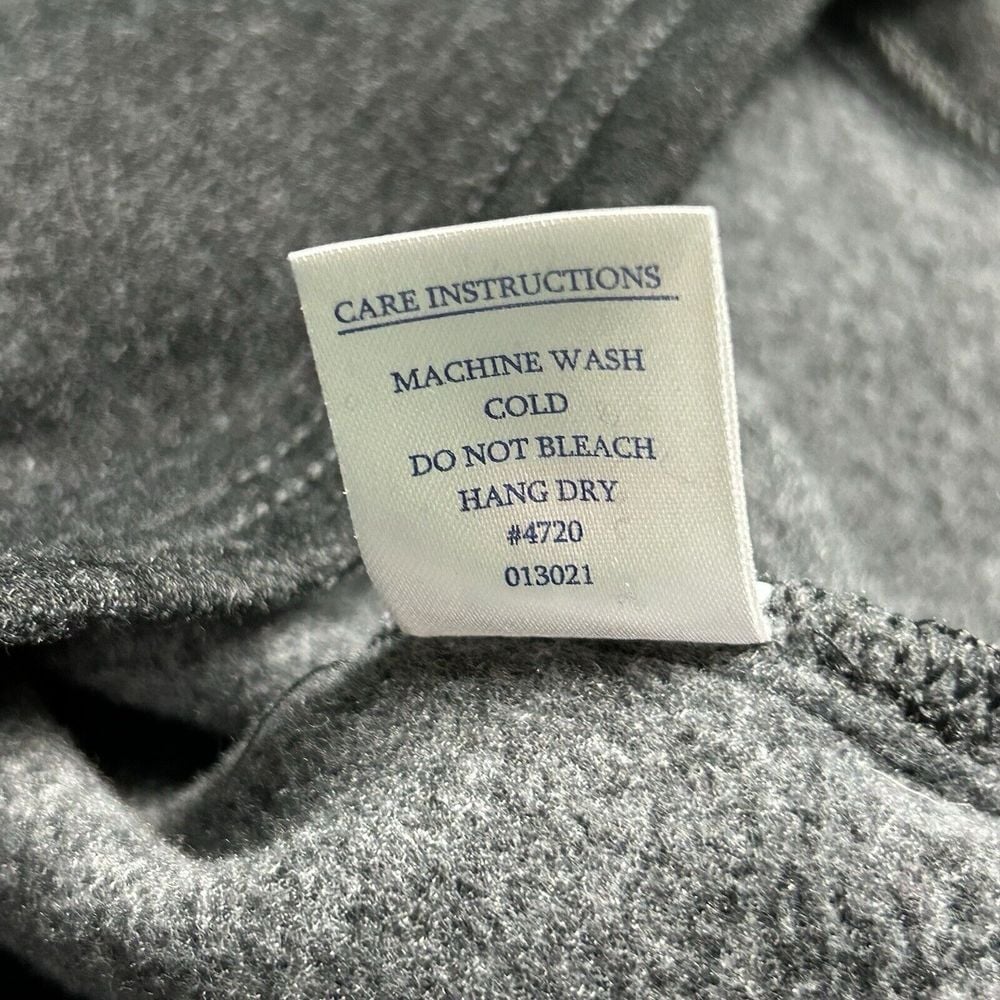 CARE INSTRUCTIONS
MACHINE WASH
COLD
DO NOT BLEACH
HANG DRY
#4720
013021